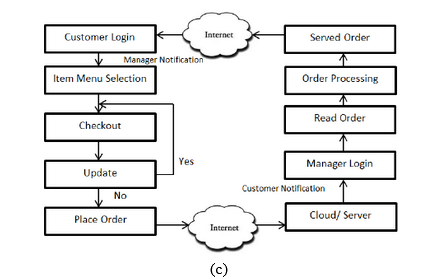 Customer Login
Internet
Served Order
Manager Notification
Item Menu Selection
Order Processing
Checkout
Read Order
Update
Yes
Manager Login
No
Customer Notification
Place Order
Internet
Cloud/ Server
(c)